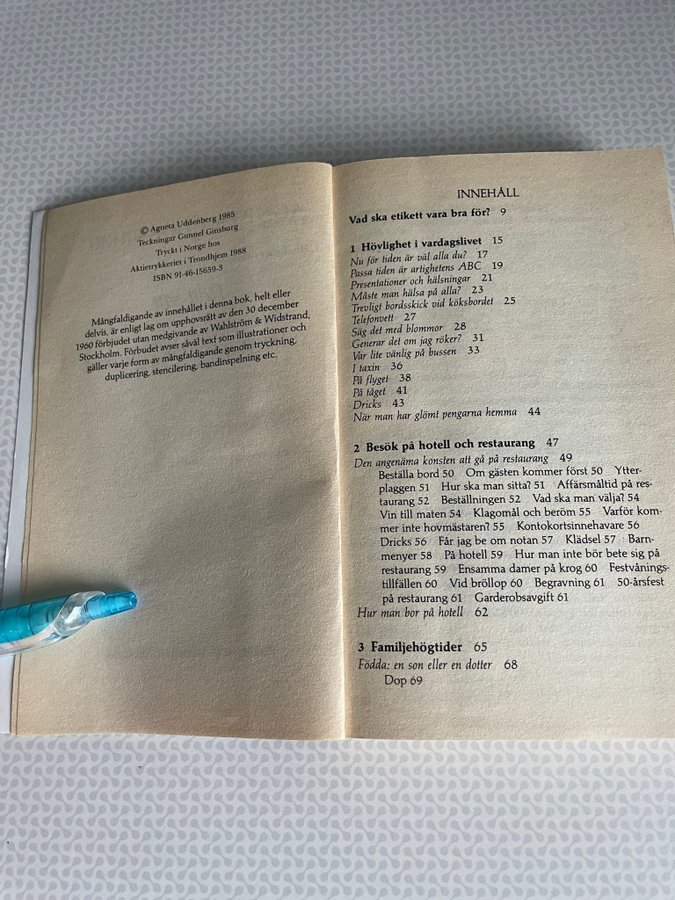 © Agneta Uddenberg 1985
Teckningar Gunnel Ginsburg
Tryckt i Norge hos
Aktietrykkeriet i Trondhjem 1988
ISBN 91-46-15659-3
Mångfaldigande av innehållet i denna bok, helt eller
delvis, är enligt lag om upphovsrätt av den 30 december
1960 förbjudet utan medgivande av Wahlström & Widstrand,
Stockholm. Förbudet avser såväl text som illustrationer och
gäller varje form av mångfaldigande genom tryckning,
duplicering, stencilering, bandinspelning etc.
INNEHÅLL
Vad ska etikett vara bra för? 9
1 Hövlighet i vardagslivet 15
Nu för tiden är väl alla du? 17
Passa tiden är artighetens ABC 19
Presentationer och hälsningar 21
Måste man hälsa på alla? 23
Trevligt bordsskick vid köksbordet 25
Telefonvett 27
Säg det med blommor 28
Generar det om jag röker? 31
Var lite vänlig på bussen 33
I taxin 36
På flyget 38
På tåget 41
Dricks 43
När man har glömt pengarna hemma 44
2 Besök på hotell och restaurang 47
Den angenäma konsten att gå på restaurang 49
Beställa bord 50 Om gästen kommer först 50 Ytter-
plaggen 51 Hur ska man sitta? 51 Affärsmåltid på res-
taurang 52 Beställningen 52 Vad ska man välja? 54
Vin till maten 54 Klagomål och beröm 55 Varför kom-
mer inte hovmästaren? 55 Kontokortsinnehavare 56
Dricks 56 Får jag be om notan 57 Klädsel 57 Barn-
menyer 58 På hotell 59 Hur man inte bör bete sig på
restaurang 59 Ensamma damer på krog 60 Festvånings-
tillfällen 60 Vid bröllop 60 Begravning 61 50-årsfest
på restaurang 61 Garderobsavgift 61
Hur man bor på hotell 62
3 Familjehögtider 65
Födda: en son eller en dotter 68
Dop 69